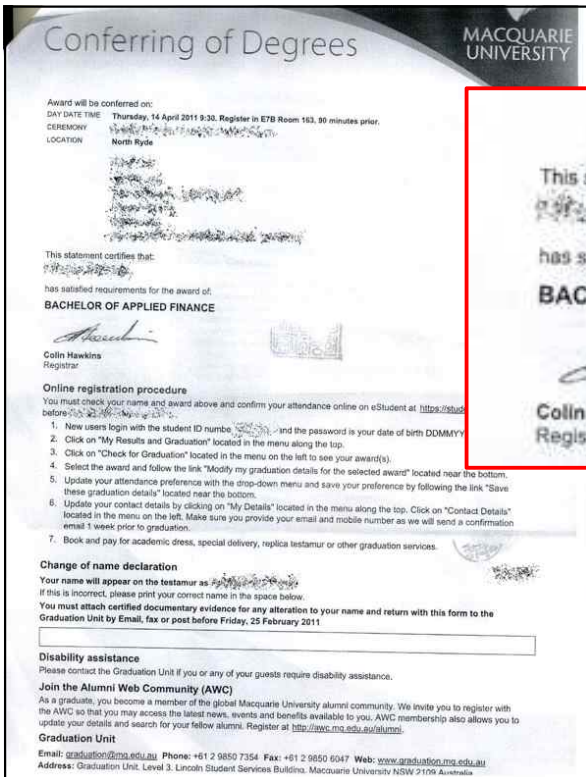 Conferring of Degrees
MACQUARIE
UNIVERSITY
Award will be conferred on:
DAY DATE TIME Thursday, 14 April 2011 9:30. Register in E7B Room 163, 90 minutes prior.
CEREMONY
LOCATION North Ryde
This statement certifies that:
has satisfied requirements for the award of:
BACHELOR OF APPLIED FINANCE
Colin Hawkins
Registrar
Online registration procedure
You must check your name and award above and confirm your attendance online on eStudent at https://stude
before
1. New users login with the student ID numbe and the password is your date of birth DDMMYY
2. Click on "My Results and Graduation" located in the menu along the top.
3. Click on "Check for Graduation" located in the menu on the left to see your award(s).
4. Select the award and follow the link "Modify my graduation details for the selected award" located near the bottom.
5. Update your attendance preference with the drop-down menu and save your preference by following the link "Save
these graduation details" located near the bottom.
6. Update your contact details by clicking on "My Details" located in the menu along the top. Click on "Contact Details"
located in the menu on the left. Make sure you provide your email and mobile number as we will send a confirmation
email 1 week prior to graduation.
7. Book and pay for academic dress, special delivery, replica testamur or other graduation services.
Change of name declaration
Your name will appear on the testamur as
If this is incorrect, please print your correct name in the space below.
You must attach certified documentary evidence for any alteration to your name and return with this form to the
Graduation Unit by Email, fax or post before Friday, 25 February 2011
Disability assistance
Please contact the Graduation Unit if you or any of your guests require disability assistance.
Join the Alumni Web Community (AWC)
As a graduate, you become a member of the global Macquarie University alumni community. We invite you to register with
the AWC so that you may access the latest news, events and benefits available to you. AWC membership also allows you to
update your details and search for your fellow alumni. Register at http://awc.mq.edu.au/alumni.
Graduation Unit
Email: graduation@mq.edu.au Phone: +61 2 9850 7354 Fax: +61 2 9850 6047 Web: www.graduation.mq.edu.au
Address: Graduation Unit, Level 3, Lincoln Student Services Building, Macquarie University NSW 2109 Australia
This
has s
BAC
Colin
Regis